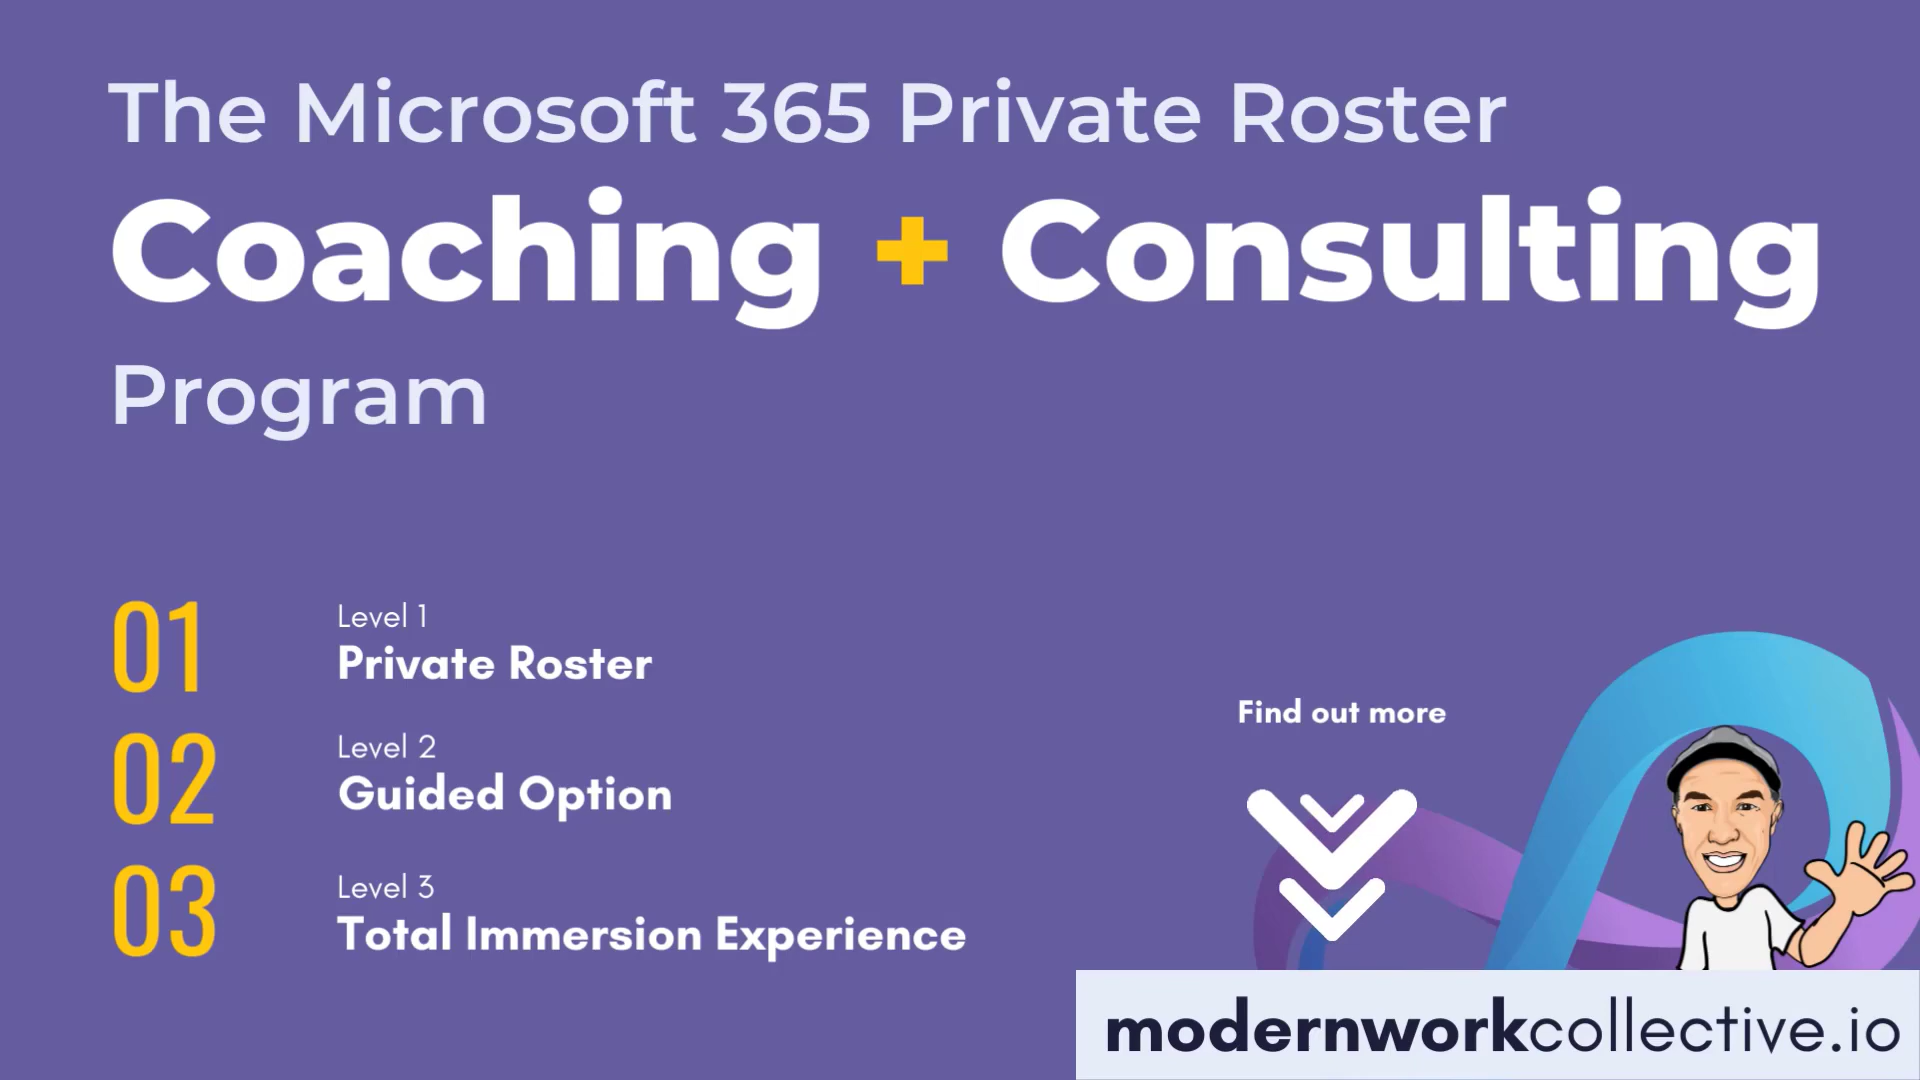 The Microsoft 365 Private Roster
Coaching + Consulting
Program
01
Level 1
Private Roster
02
Level 2
Guided Option
03
Level 3
Total Immersion Experience
Find out more
modernworkcollective.io